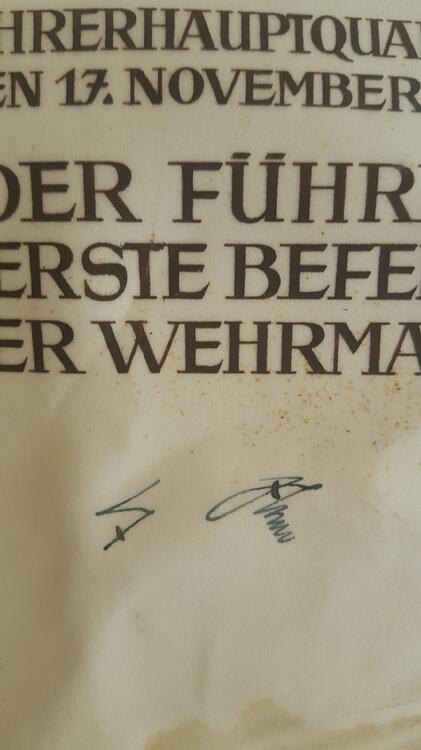 HRERHAUPTQUA
EN 17. NOVEMBER
DER FÜHR
ERSTE BEFE
ER WEHRMA